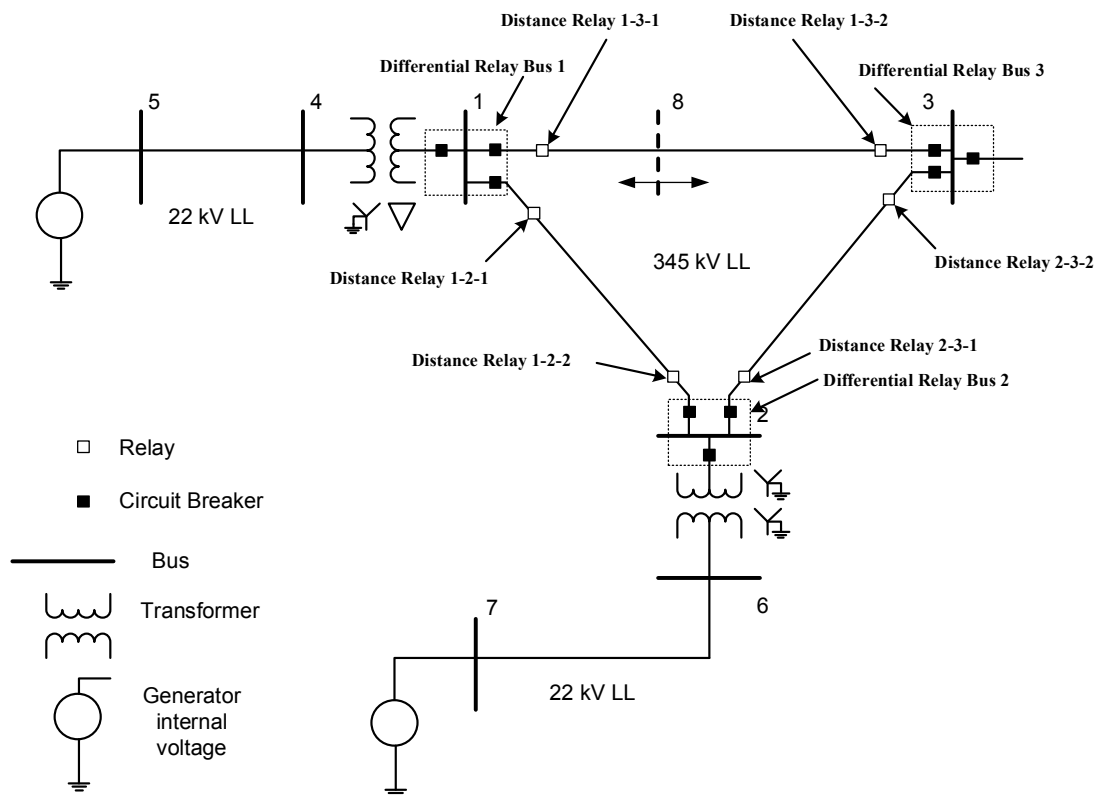 Distance Relay 1-3-1
Distance Relay 1-3-2
Differential Relay Bus 1
Differential Relay Bus 3
5
4
1
8
3
22 kV LL
345 kV LL
Distance Relay 1-2-1
Distance Relay 2-3-2
Distance Relay 1-2-2
Distance Relay 2-3-1
Differential Relay Bus 2
2
Relay
Circuit Breaker
Bus
Transformer
Generator
internal
voltage
7
6
22 kV LL